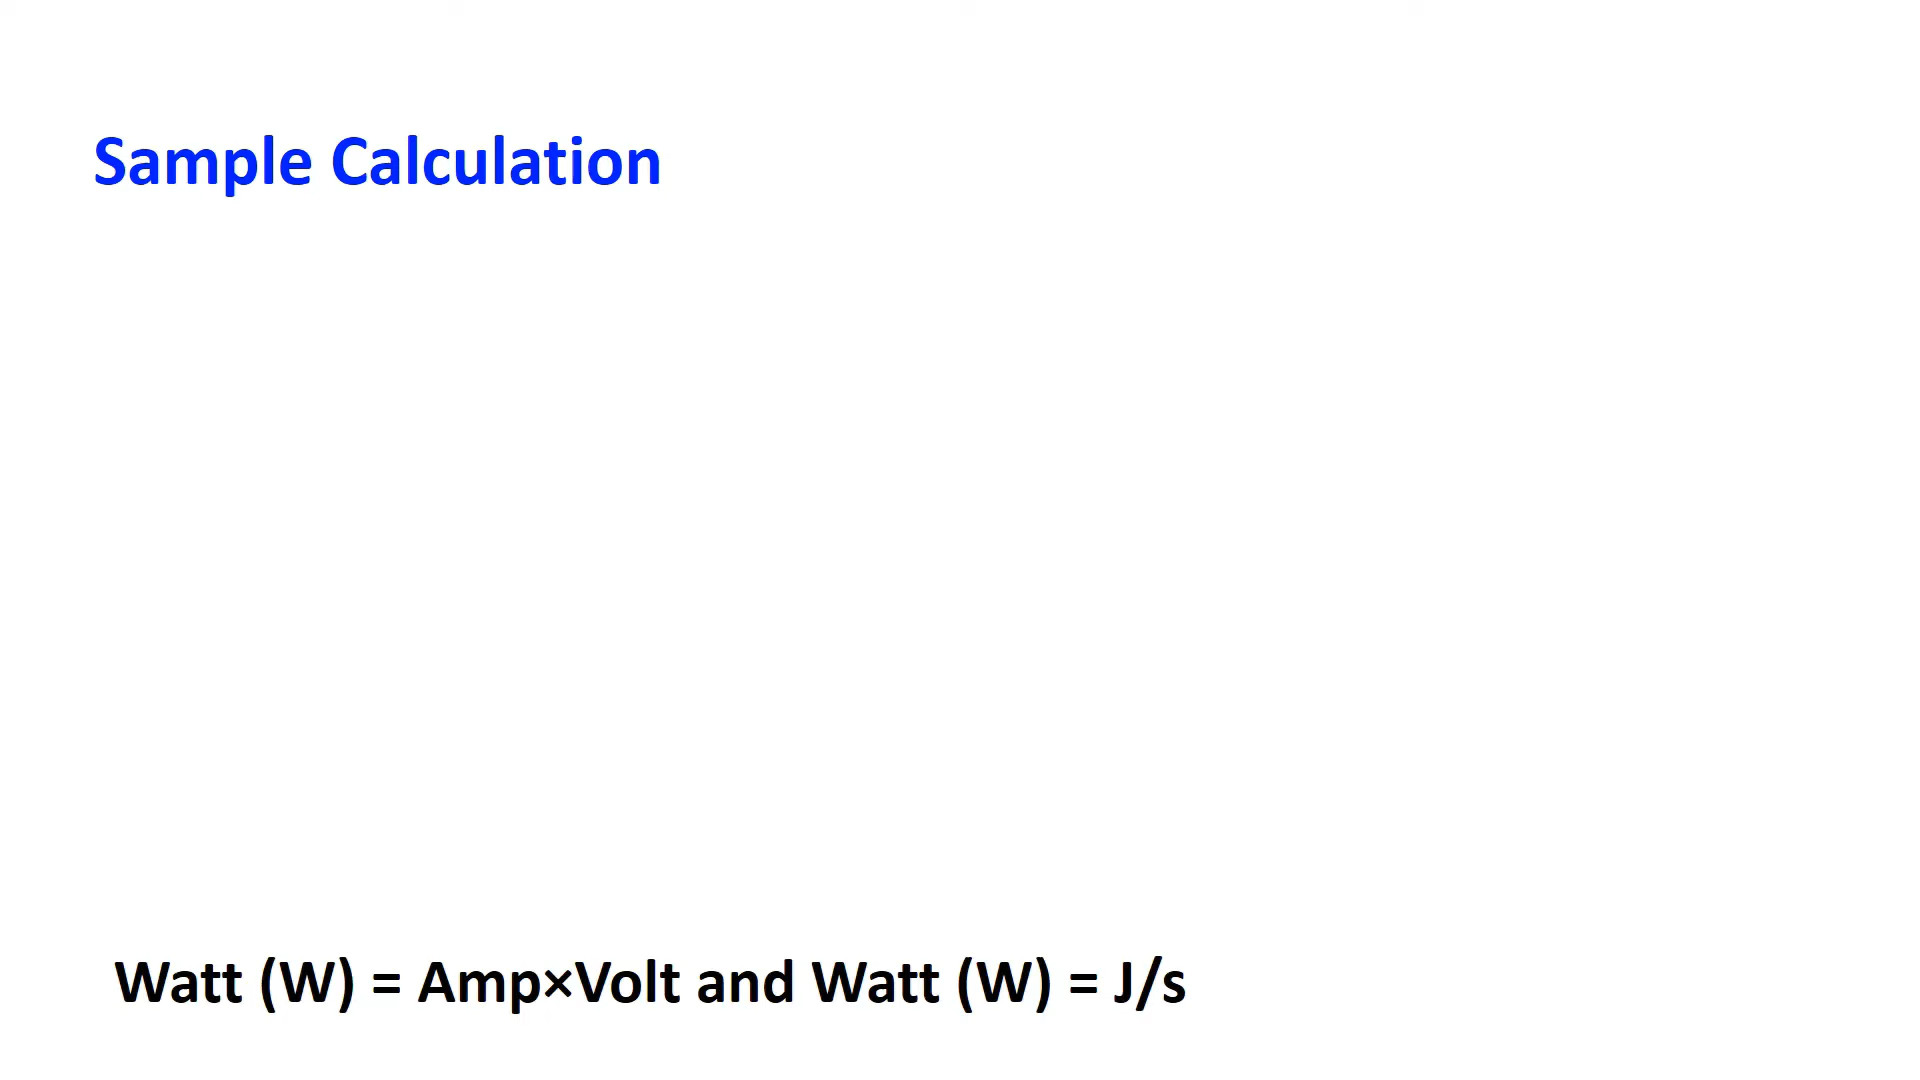 Sample Calculation
Watt (W) = Amp×Volt and Watt (W) = J/s